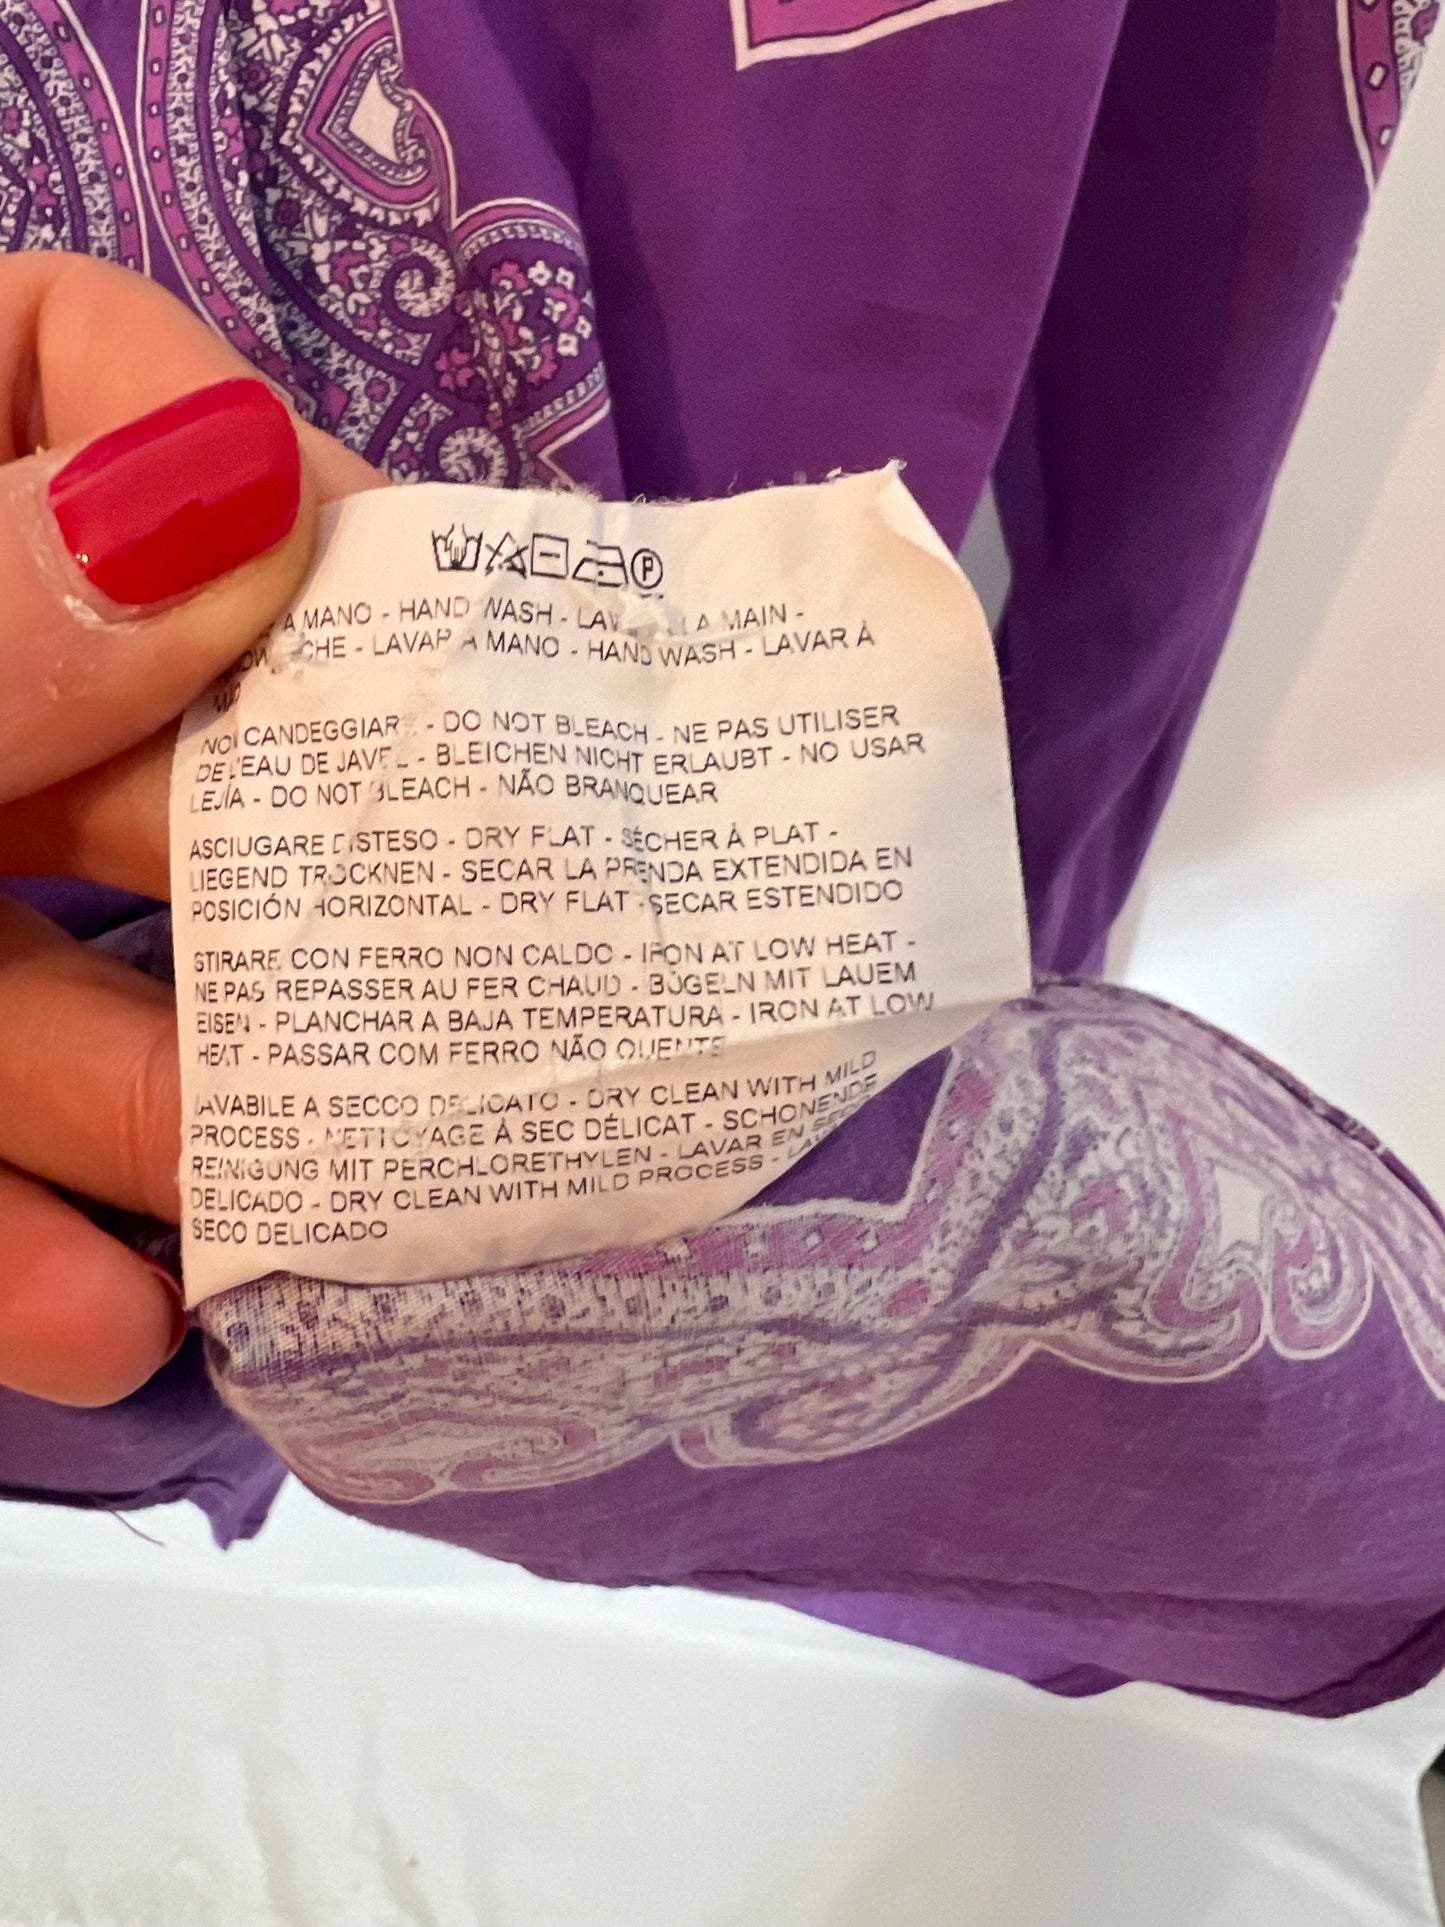 P
A MANO - HAND WASH - LA MAIN -
LAVAR A MANO - HAND WASH - LAVAR À
NON CANDEGGIARE - DO NOT BLEACH - NE PAS UTILISER
DE L'EAU DE JAVEL - BLEICHEN NICHT ERLAUBT - NO USAR
LEJÍA - DO NOT BLEACH - NÃO BRANQUEAR
ASCIUGARE DISTESO - DRY FLAT - SÉCHER À PLAT -
LIEGEND TROCKNEN - SECAR LA PRENDA EXTENDIDA EN
POSICIÓN HORIZONTAL - DRY FLAT - SECAR ESTENDIDO
STIRARE CON FERRO NON CALDO - IRON AT LOW HEAT -
NE PAS REPASSER AU FER CHAUD - BÜGELN MIT LAUEM
EISEN - PLANCHAR A BAJA TEMPERATURA - IRON AT LOW
HEAT - PASSAR COM FERRO NÃO QUENTE
LAVABILE A SECCO DELICATO - DRY CLEAN WITH MILD
PROCESS - NETTOYAGE À SEC DÉLICAT - SCHONENDE
REINIGUNG MIT PERCHLORETHYLEN - LAVAR EN SECO
DELICADO - DRY CLEAN WITH MILD PROCESS -
SECO DELICADO